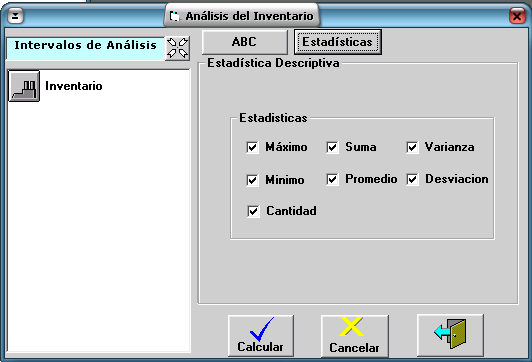 Análisis del Inventario
Intervalos de Análisis
ABC
Estadísticas
Inventario
Estadística Descriptiva
Estadisticas
Máximo
Suma
Varianza
Minimo
Promedio
Desviacion
Cantidad
Calcular
Cancelar